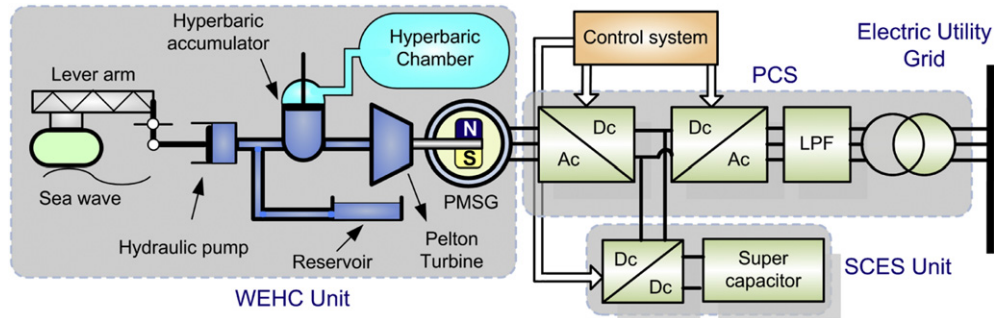 Hyperbaric
accumulator
Hyperbaric
Chamber
Lever arm
Sea wave
Hydraulic pump
Reservoir
Pelton
Turbine
N
S
PMSG
WEHC Unit
Control system
Electric Utility
Grid
PCS
Dc
Ac
Dc
Ac
LPF
Dc
Dc
Super
capacitor
SCES Unit